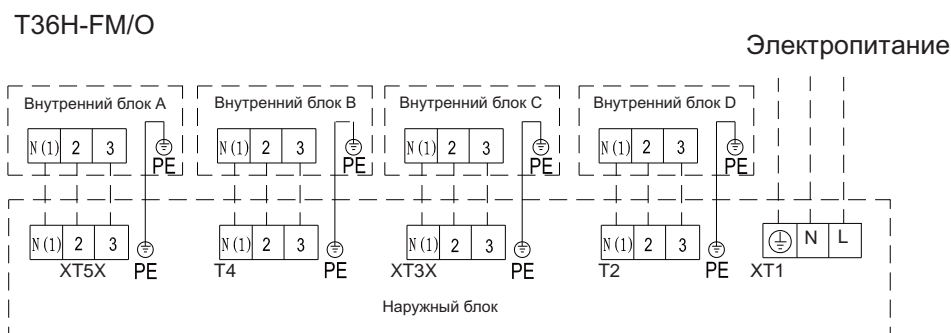 T36H-FM/O
Электропитание
Внутренний блок A Внутренний блок B Внутренний блок C Внутренний блок D
N (1) 2 3 PE N (1) 2 3 PE N (1) 2 3 PE N (1) 2 3 PE
N (1) 2 3 PE N (1) 2 3 PE N (1) 2 3 PE N (1) 2 3 PE N L
XT5X T4 XT3X T2 XT1
Наружный блок